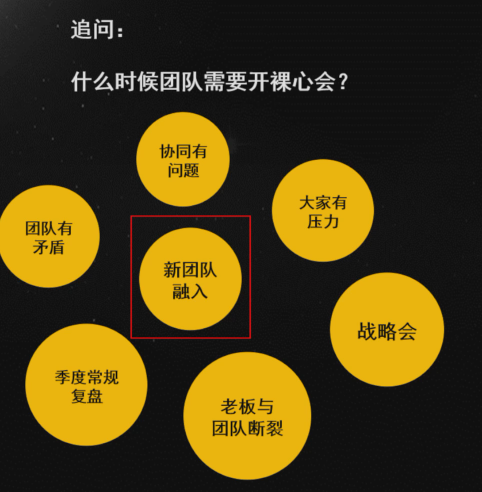 追问：
什么时候团队需要开裸心会？
协同有
问题
大家有
压力
团队有
矛盾
新团队
融入
战略会
季度常规
复盘
老板与
团队断裂